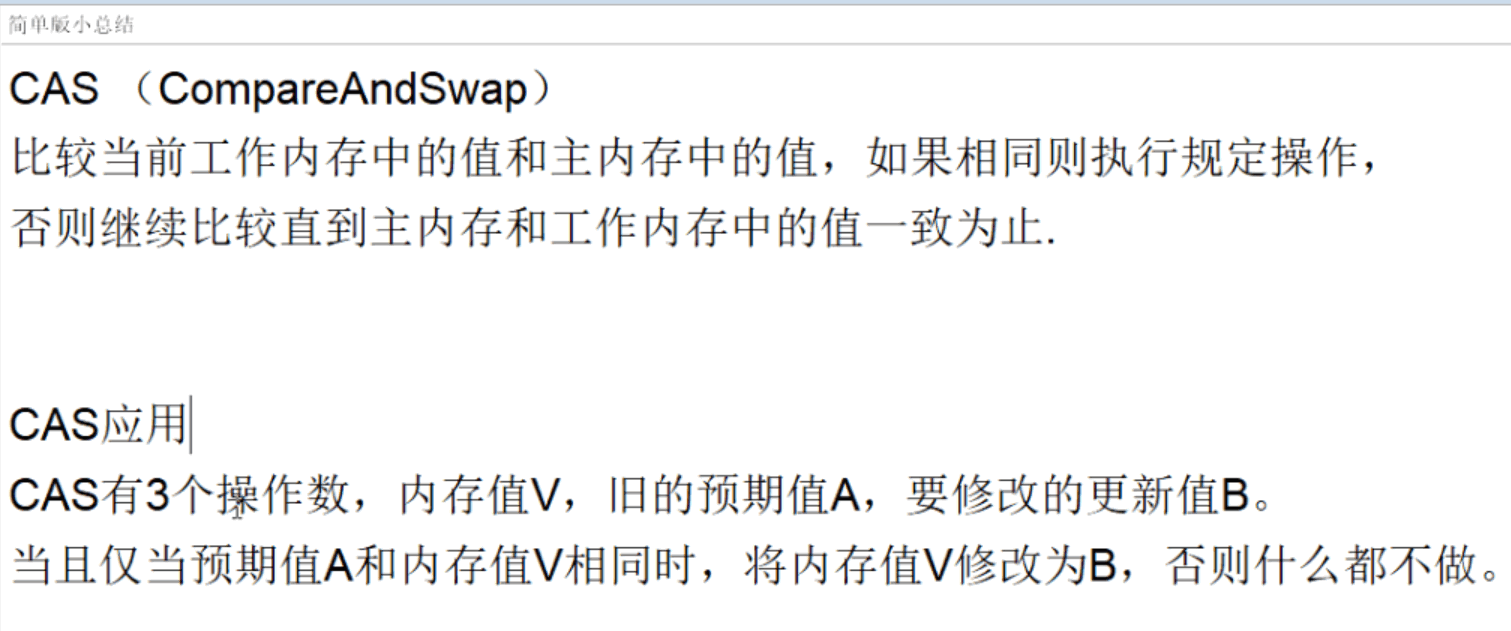 简单版小总结
CAS （CompareAndSwap）
比较当前工作内存中的值和主内存中的值，如果相同则执行规定操作，
否则继续比较直到主内存和工作内存中的值一致为止.
CAS应用
CAS有3个操作数，内存值V，旧的预期值A，要修改的更新值B。
当且仅当预期值A和内存值V相同时，将内存值V修改为B，否则什么都不做。